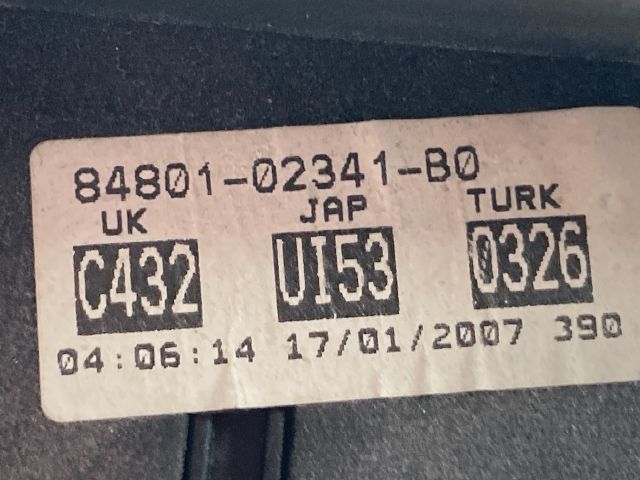 84801-02341-B0
UK JAP TURK
C432 UI53 0326
04:06:14 17/01/2007 390